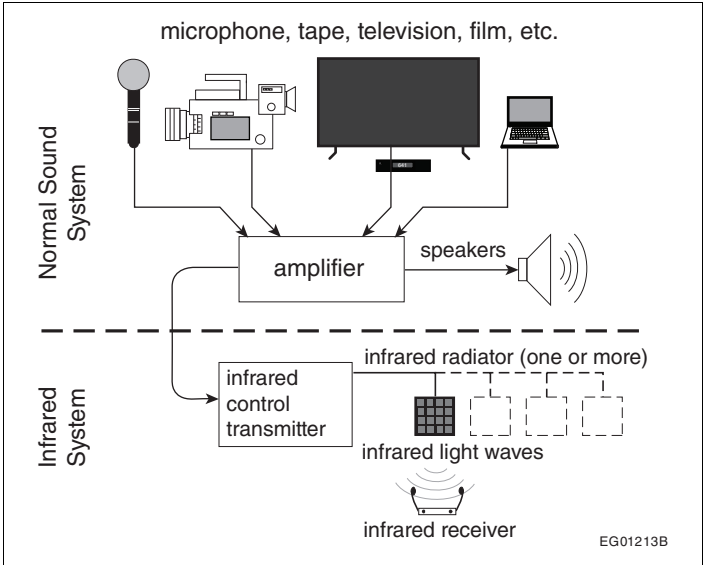 microphone, tape, television, film, etc.
Normal Sound
System
amplifier
speakers
infrared radiator (one or more)
Infrared
System
infrared
control
transmitter
infrared light waves
infrared receiver
EG01213B